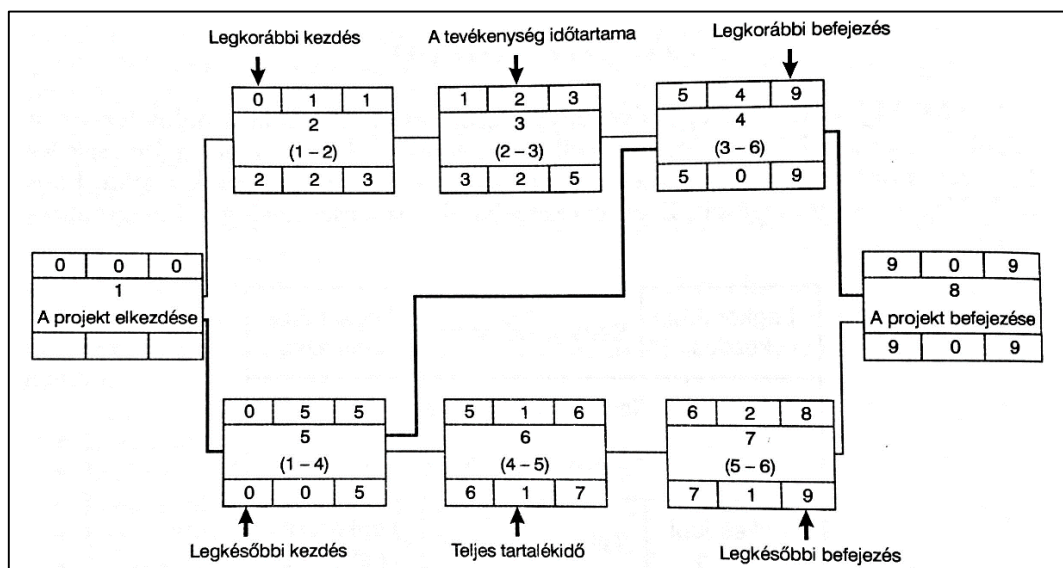 Legkorábbi kezdés
A tevékenység időtartama
Legkorábbi befejezés
0 1 1
2
(1 – 2)
2 2 3
1 2 3
3
(2 – 3)
3 2 5
5 4 9
4
(3 – 6)
5 0 9
0 0 0
1
A projekt elkezdése
9 0 9
8
A projekt befejezése
9 0 9
0 5 5
5
(1 – 4)
0 0 5
5 1 6
6
(4 – 5)
6 1 7
6 2 8
7
(5 – 6)
7 1 9
Legkésőbbi kezdés
Teljes tartalékidő
Legkésőbbi befejezés